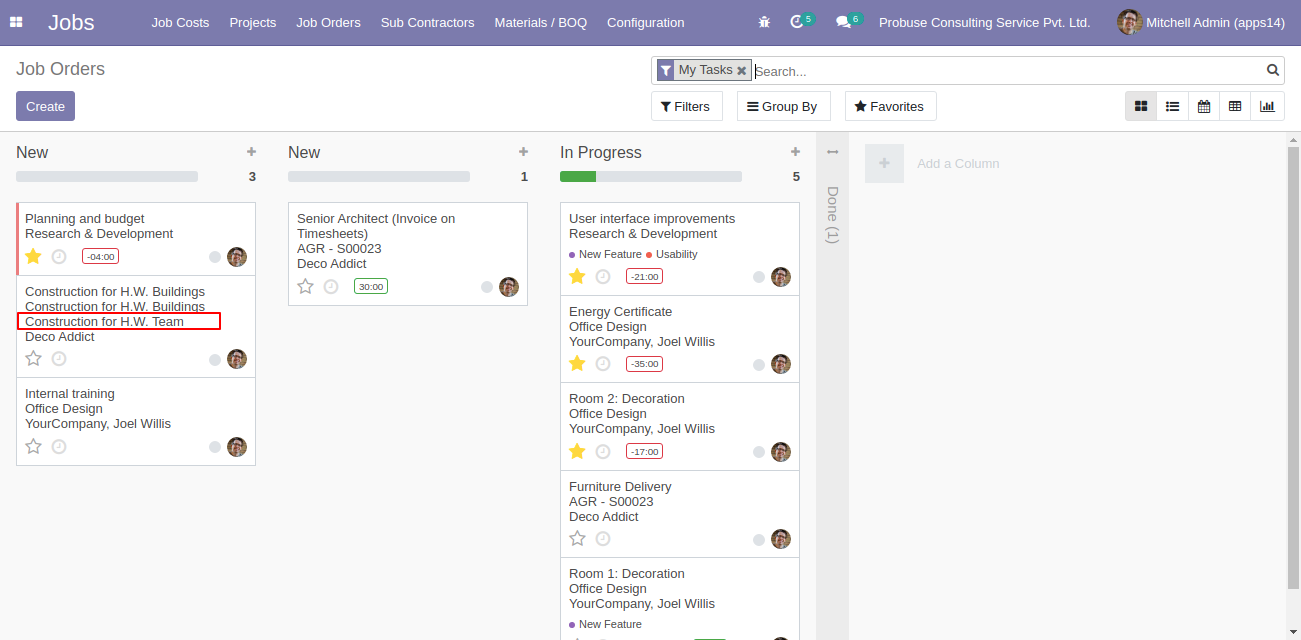 Jobs
Job Costs Projects Job Orders Sub Contractors Materials / BOQ Configuration
5 6 Probuse Consulting Service Pvt. Ltd. Mitchell Admin (apps14)
Job Orders
My Tasks Search...
Create
Filters Group By Favorites
New
3
Planning and budget
Research & Development
-04:00
Construction for H.W. Buildings
Construction for H.W. Buildings
Construction for H.W. Team
Deco Addict
Internal training
Office Design
YourCompany, Joel Willis
New
1
Senior Architect (Invoice on
Timesheets)
AGR - S00023
Deco Addict
30:00
In Progress
5
User interface improvements
Research & Development
New Feature Usability
-21:00
Energy Certificate
Office Design
YourCompany, Joel Willis
-35:00
Room 2: Decoration
Office Design
YourCompany, Joel Willis
-17:00
Furniture Delivery
AGR - S00023
Deco Addict
Room 1: Decoration
Office Design
YourCompany, Joel Willis
New Feature
Done (1)
Add a Column